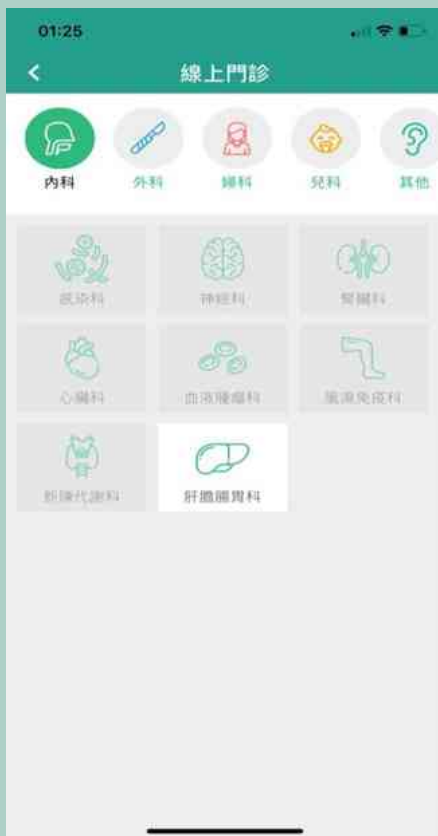 01:25
線上門診
內科 外科 婦科 兒科 其他
感染科 神經科 腎臟科
心臟科 血液腫瘤科 風濕免疫科
新陳代謝科 肝膽腸胃科